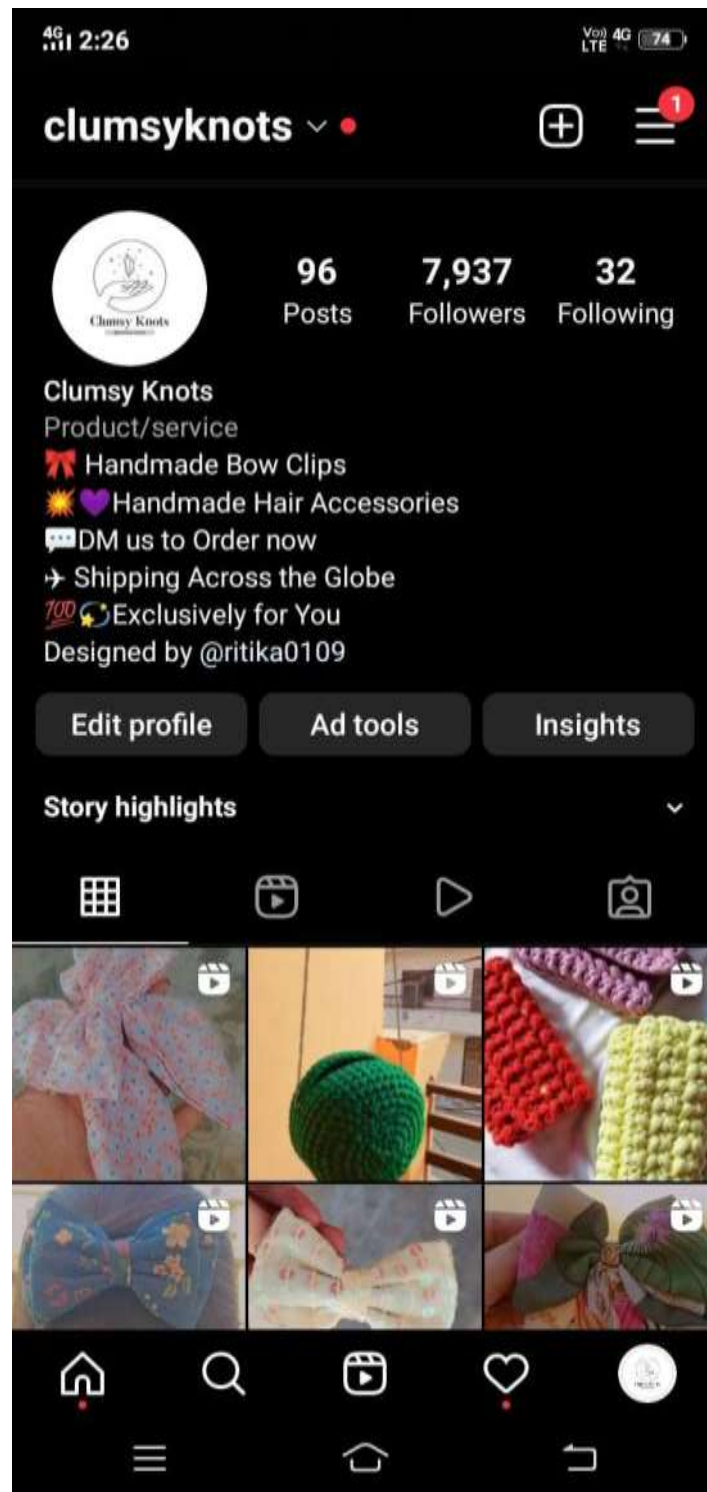 4G 2:26 Vo) LTE 4G 74
clumsyknots 1
Clumsy Knots
96 7,937 32
Posts Followers Following
Clumsy Knots
Product/service
🎀 Handmade Bow Clips
💥💜Handmade Hair Accessories
💬DM us to Order now
✈ Shipping Across the Globe
💯💫Exclusively for You
Designed by @ritika0109
Edit profile Ad tools Insights
Story highlights